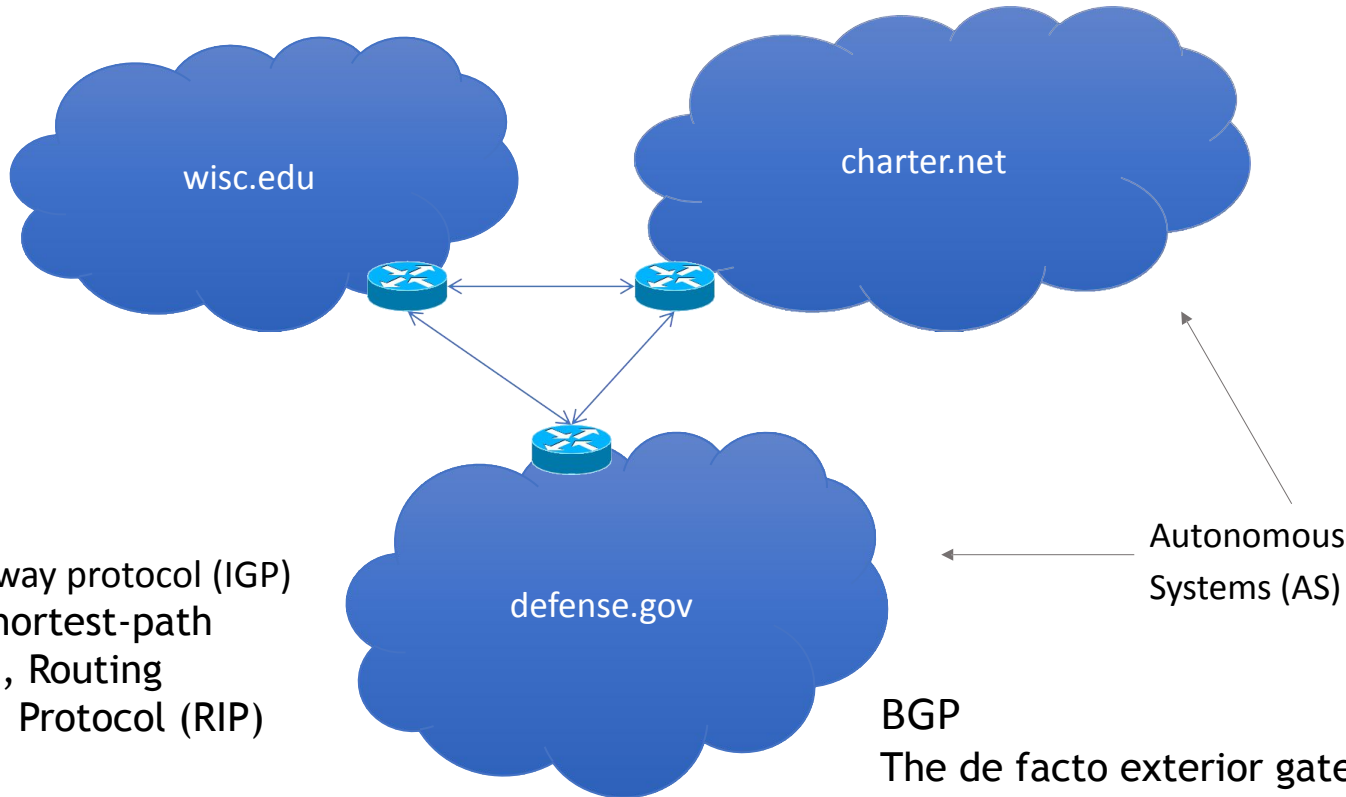 wisc.edu
charter.net
Autonomous
Systems (AS)
way protocol (IGP)
hortest-path
, Routing
Protocol (RIP)
defense.gov
BGP
The de facto exterior gate